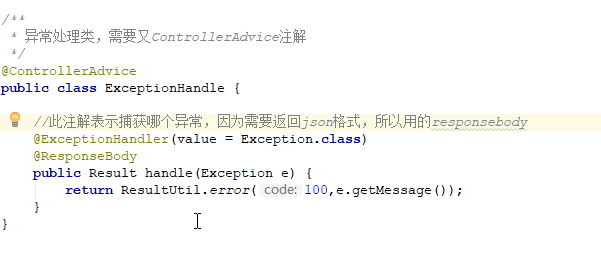 /**
 * 异常处理类，需要又ControllerAdvice注解
 */
@ControllerAdvice
public class ExceptionHandle {
    //此注解表示捕获哪个异常，因为需要返回json格式，所以用的responsebody
    @ExceptionHandler(value = Exception.class)
    @ResponseBody
    public Result handle(Exception e) {
        return ResultUtil.error( code: 100,e.getMessage());
    }
}